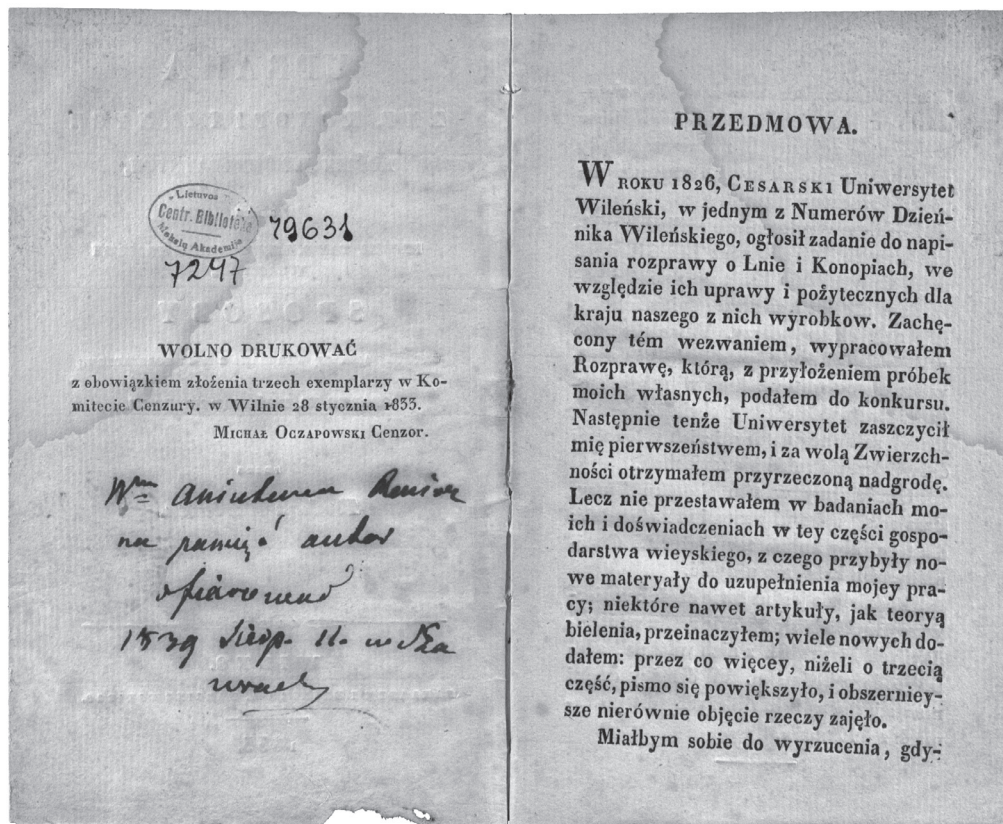 Lietuvos
Centr. Biblioteka
Mokslų Akademija
79631
7247
WOLNO DRUKOWAĆ
z obowiązkiem złożenia trzech exemplarzy w Ko-
mitecie Cenzury. w Wilnie 28 stycznia 1833.
Michał Oczapowski Cenzor.
na pamięć autor
1839 Sierp. 11.
PRZEDMOWA.
W roku 1826, Cesarski Uniwersytet
Wileński, w jednym z Numerów Dzień-
nika Wileńskiego, ogłosił zadanie do napi-
sania rozprawy o Lnie i Konopiach, we
względzie ich uprawy i pożytecznych dla
kraju naszego z nich wyrobkow. Zachę-
cony tém wezwaniem, wypracowałem
Rozprawę, którą, z przyłożeniem próbek
moich własnych, podałem do konkursu.
Następnie tenże Uniwersytet zaszczycił
mię pierwszeństwem, i za wolą Zwierzch-
ności otrzymałem przyrzeczoną nadgrodę.
Lecz nie przestawałem w badaniach mo-
ich i doświadczeniach w tey części gospo-
darstwa wieyskiego, z czego przybyły no-
we materyały do uzupełnienia mojey pra-
cy; niektóre nawet artykuły, jak teoryą
bielenia, przeinaczyłem; wiele nowych do-
dałem: przez co więcey, niżeli o trzecią
część, pismo się powiększyło, i obszerniey-
sze nierównie objęcie rzeczy zajęło.
Miałbym sobie do wyrzucenia, gdy-